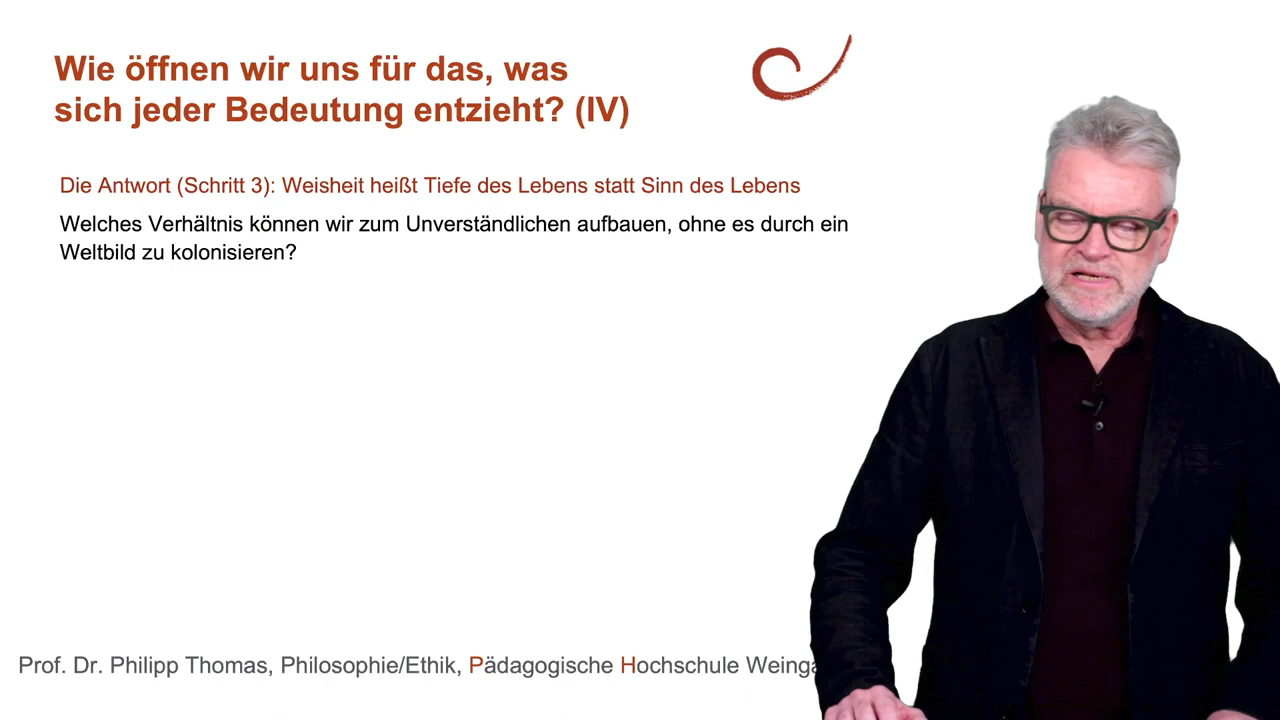 Wie öffnen wir uns für das, was
sich jeder Bedeutung entzieht? (IV)
Die Antwort (Schritt 3): Weisheit heißt Tiefe des Lebens statt Sinn des Lebens
Welches Verhältnis können wir zum Unverständlichen aufbauen, ohne es durch ein
Weltbild zu kolonisieren?
Prof. Dr. Philipp Thomas, Philosophie/Ethik, Pädagogische Hochschule